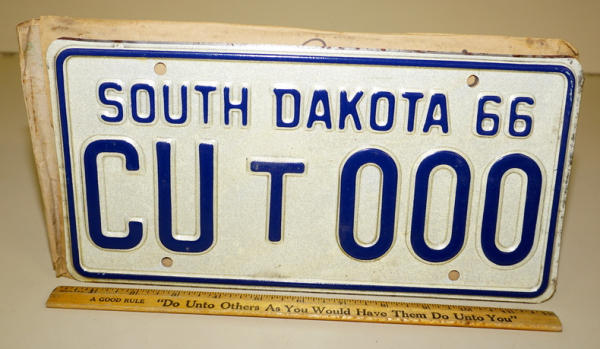 SOUTH DAKOTA 66
CU T 000
A GOOD RULE "Do Unto Others As You Would Have Them Do Unto You"